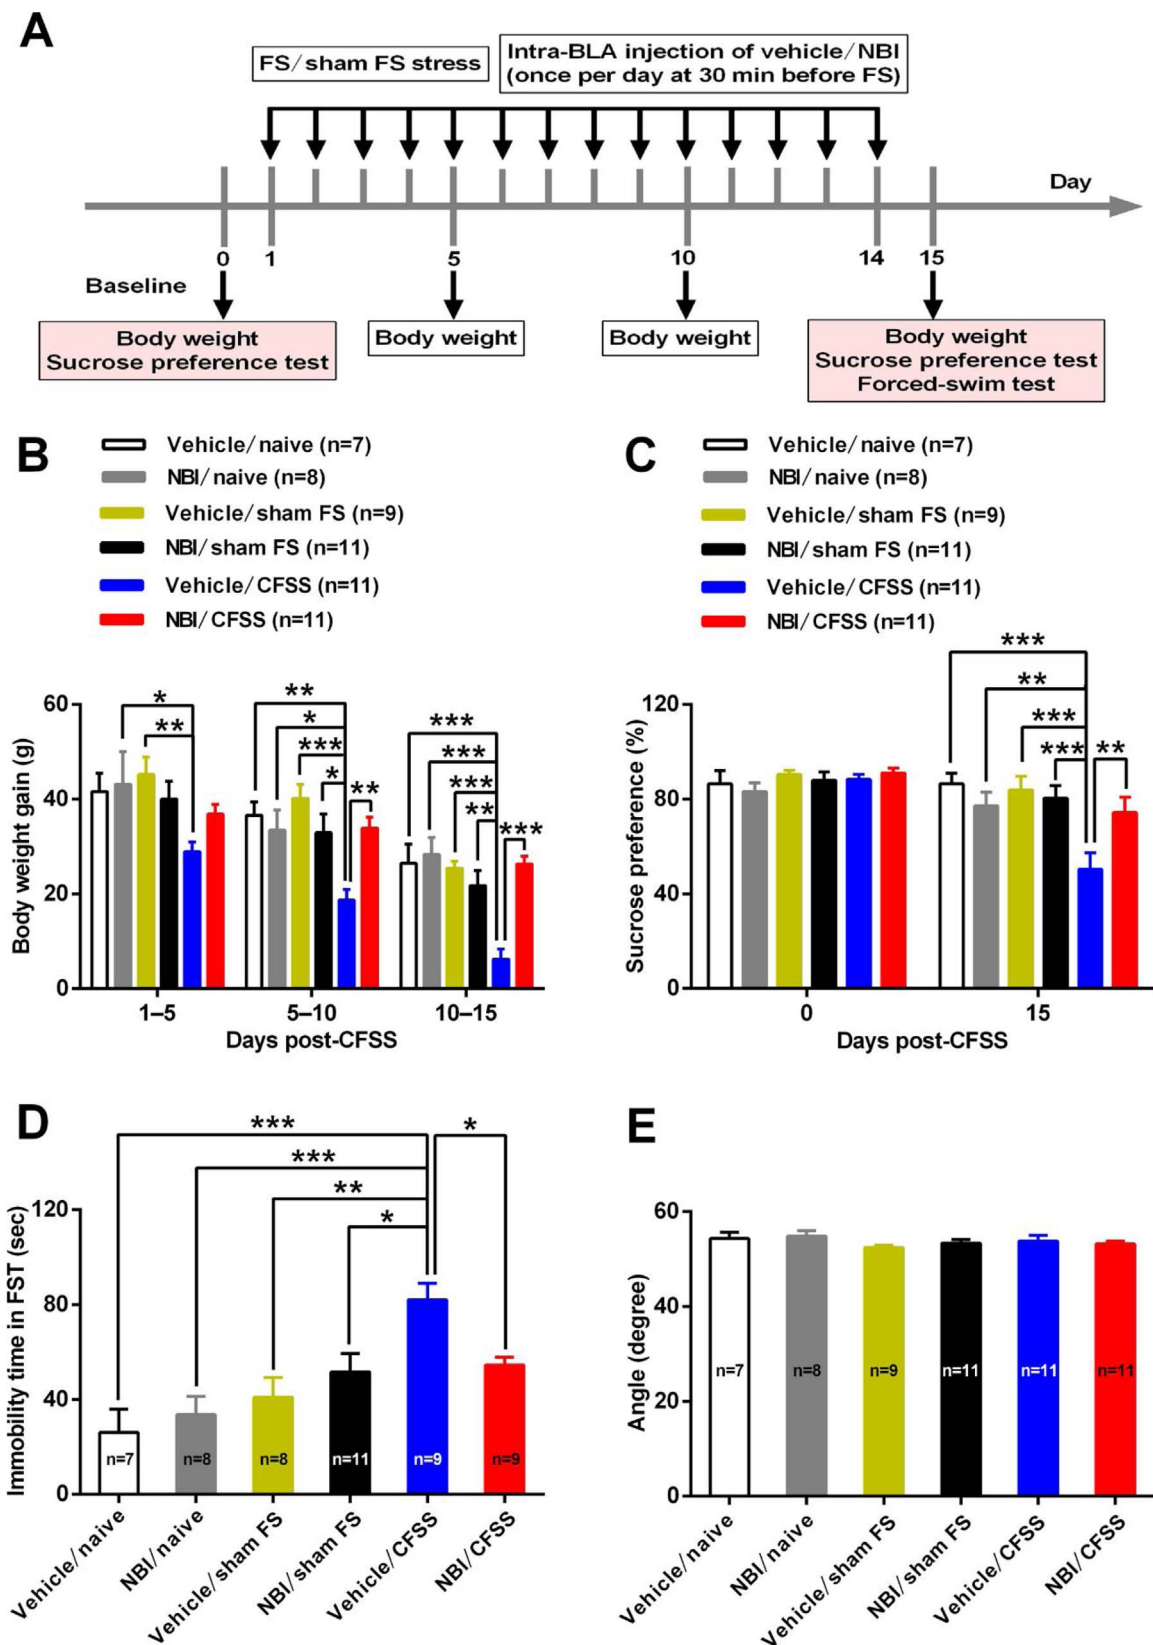 A
FS/sham FS stress
Intra-BLA injection of vehicle/NBI
(once per day at 30 min before FS)
Day
0
1
5
10
14
15
Baseline
Body weight
Sucrose preference test
Body weight
Body weight
Body weight
Sucrose preference test
Forced-swim test
B
Vehicle/naive (n=7)
NBI/naive (n=8)
Vehicle/sham FS (n=9)
NBI/sham FS (n=11)
Vehicle/CFSS (n=11)
NBI/CFSS (n=11)
Body weight gain (g)
60
40
20
0
*
**
**
*
***
*
**
***
***
***
**
***
1–5
5–10
10–15
Days post-CFSS
C
Vehicle/naive (n=7)
NBI/naive (n=8)
Vehicle/sham FS (n=9)
NBI/sham FS (n=11)
Vehicle/CFSS (n=11)
NBI/CFSS (n=11)
Sucrose preference (%)
120
80
40
0
***
**
***
***
**
0
15
Days post-CFSS
D
Immobility time in FST (sec)
120
80
40
0
***
***
**
*
*
n=7
n=8
n=8
n=11
n=9
n=9
Vehicle/naive
NBI/naive
Vehicle/sham FS
NBI/sham FS
Vehicle/CFSS
NBI/CFSS
E
Angle (degree)
60
40
20
0
n=7
n=8
n=9
n=11
n=11
n=11
Vehicle/naive
NBI/naive
Vehicle/sham FS
NBI/sham FS
Vehicle/CFSS
NBI/CFSS